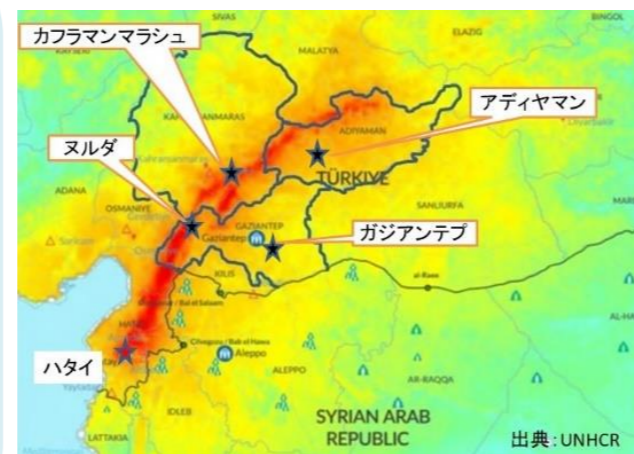 SIVAS
BINGOL
カフラマンマラシュ
ELAZIG
KAYSERI
MALATYA
アディヤマン
ADIYAMAN
ヌルダ
TÜRKIYE
ADANA
OSMANIYE
SANLIURFA
GAZIANTEP
Gaziantep
ガジアンテプ
KILIS
ハタイ
Aleppo
ALEPPO
AR-RAQQA
IDLEB
SYRIAN ARAB
REPUBLIC
LATTAKIA
出典：UNHCR